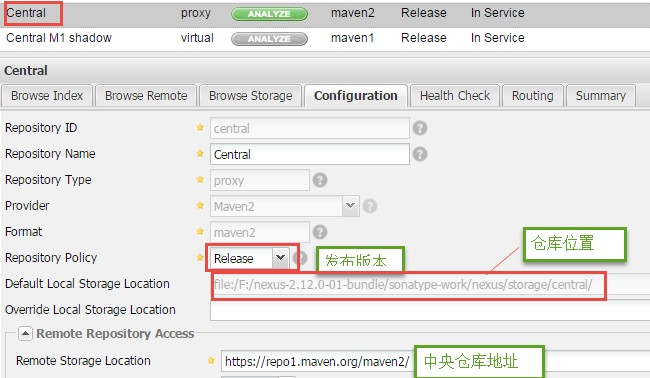 Central proxy ANALYZE maven2 Release In Service
Central M1 shadow virtual ANALYZE maven1 Release In Service
Central
Browse Index Browse Remote Browse Storage Configuration Health Check Routing Summary
Repository ID central ?
Repository Name Central ?
Repository Type proxy ?
Provider Maven2 ?
Format maven2 ?
仓库位置
Repository Policy Release ? 发布版本
Default Local Storage Location file:/F:/nexus-2.12.0-01-bundle/sonatype-work/nexus/storage/central/
Override Local Storage Location
Remote Repository Access
Remote Storage Location https://repo1.maven.org/maven2/ 中央仓库地址